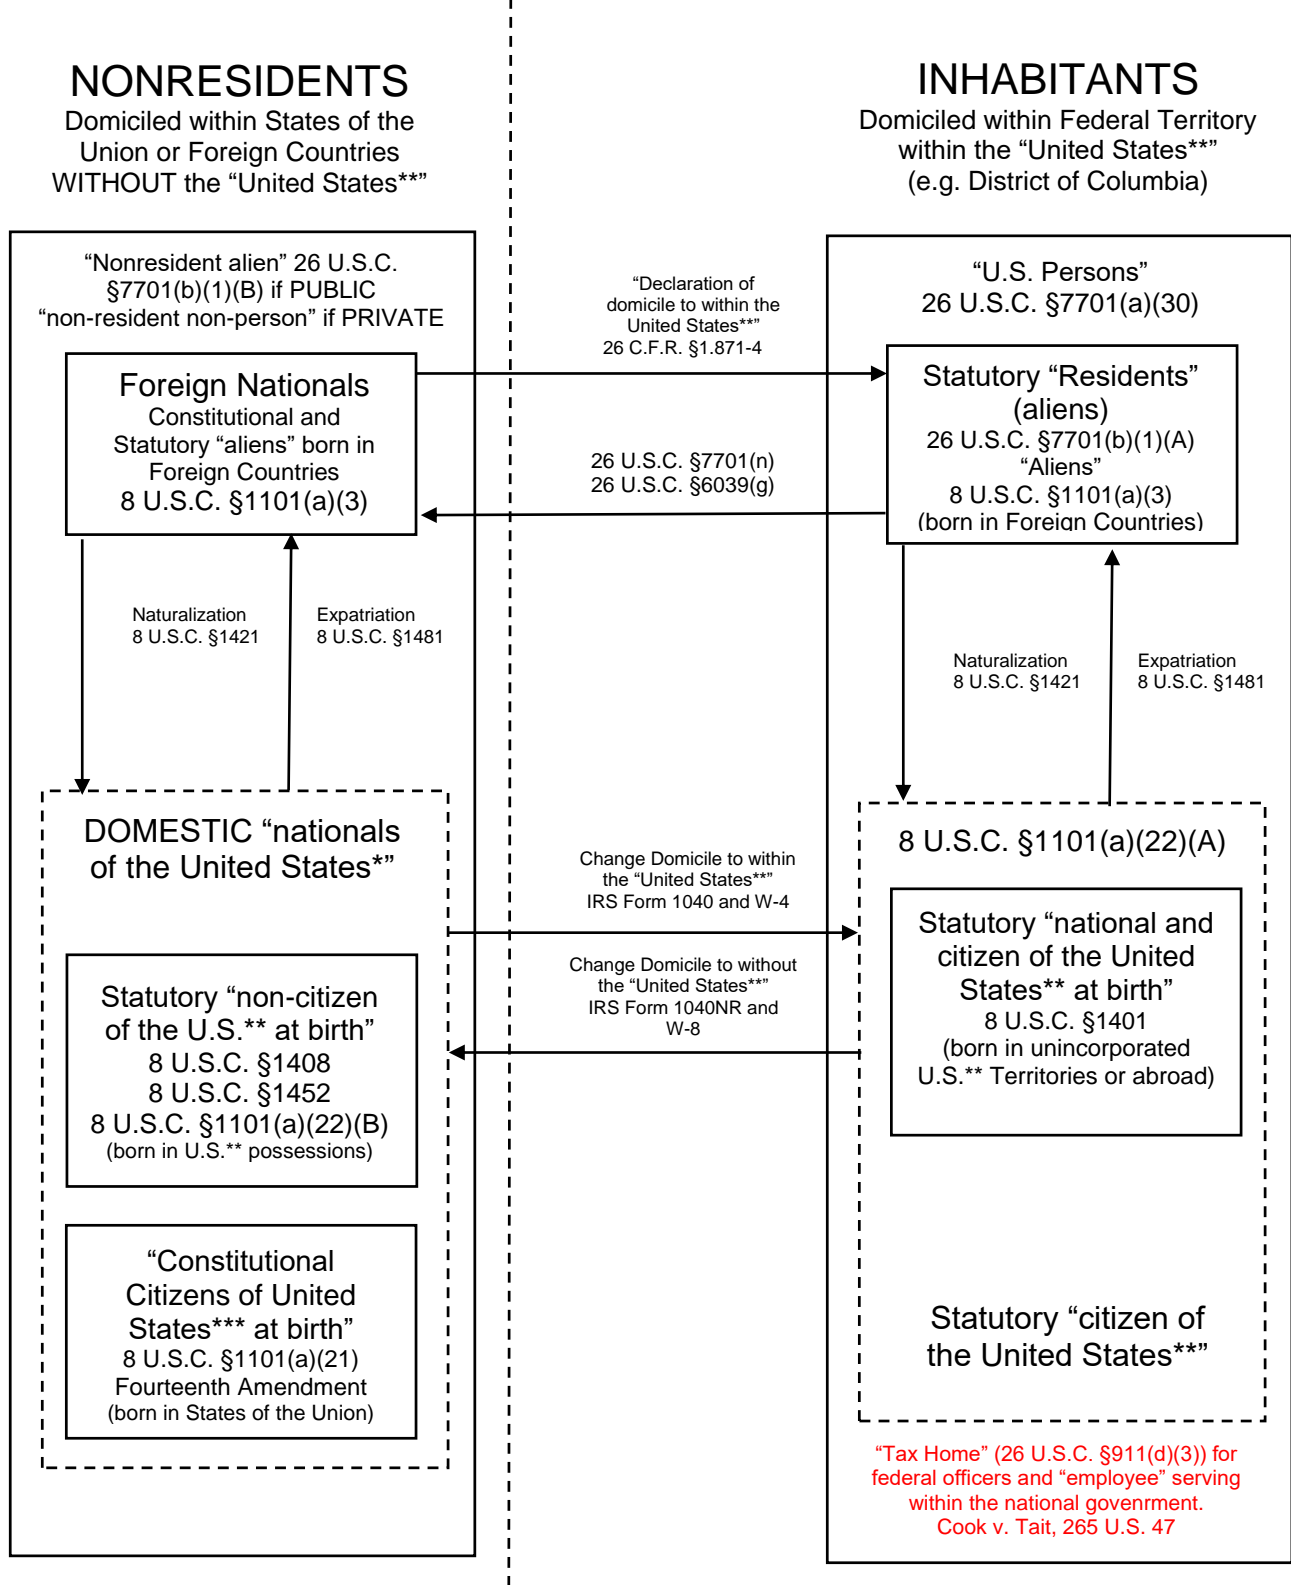 NONRESIDENTS
Domiciled within States of the
Union or Foreign Countries
WITHOUT the “United States**”
INHABITANTS
Domiciled within Federal Territory
within the “United States**”
(e.g. District of Columbia)
“Nonresident alien” 26 U.S.C.
§7701(b)(1)(B) if PUBLIC
“non-resident non-person” if PRIVATE
“Declaration of
domicile to within the
United States**”
26 C.F.R. §1.871-4
“U.S. Persons”
26 U.S.C. §7701(a)(30)
Foreign Nationals
Constitutional and
Statutory “aliens” born in
Foreign Countries
8 U.S.C. §1101(a)(3)
26 U.S.C. §7701(n)
26 U.S.C. §6039(g)
Statutory “Residents”
(aliens)
26 U.S.C. §7701(b)(1)(A)
“Aliens”
8 U.S.C. §1101(a)(3)
(born in Foreign Countries)
Naturalization
8 U.S.C. §1421
Expatriation
8 U.S.C. §1481
Naturalization
8 U.S.C. §1421
Expatriation
8 U.S.C. §1481
DOMESTIC “nationals
of the United States*”
Change Domicile to within
the “United States**”
IRS Form 1040 and W-4
Change Domicile to without
the “United States**”
IRS Form 1040NR and
W-8
8 U.S.C. §1101(a)(22)(A)
Statutory “national and
citizen of the United
States** at birth”
8 U.S.C. §1401
(born in unincorporated
U.S.** Territories or abroad)
Statutory “non-citizen
of the U.S.** at birth”
8 U.S.C. §1408
8 U.S.C. §1452
8 U.S.C. §1101(a)(22)(B)
(born in U.S.** possessions)
“Constitutional
Citizens of United
States*** at birth”
8 U.S.C. §1101(a)(21)
Fourteenth Amendment
(born in States of the Union)
Statutory “citizen of
the United States**”
“Tax Home” (26 U.S.C. §911(d)(3)) for
federal officers and “employee” serving
within the national govenrment.
Cook v. Tait, 265 U.S. 47